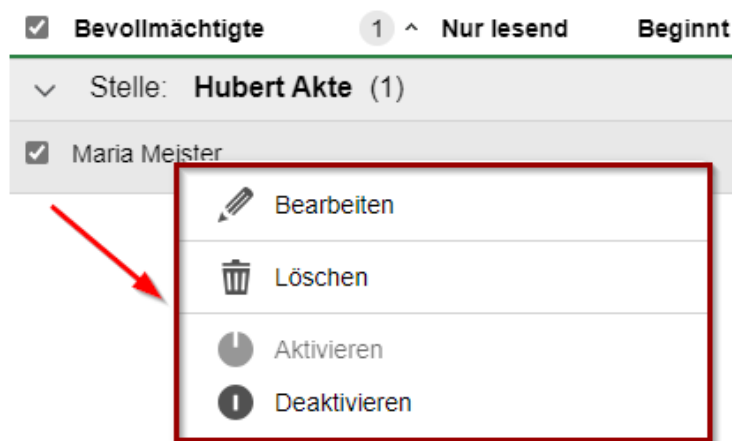 Bevollmächtigte 1 Nur lesend Beginnt
Stelle: Hubert Akte (1)
Maria Meister
Bearbeiten
Löschen
Aktivieren
Deaktivieren